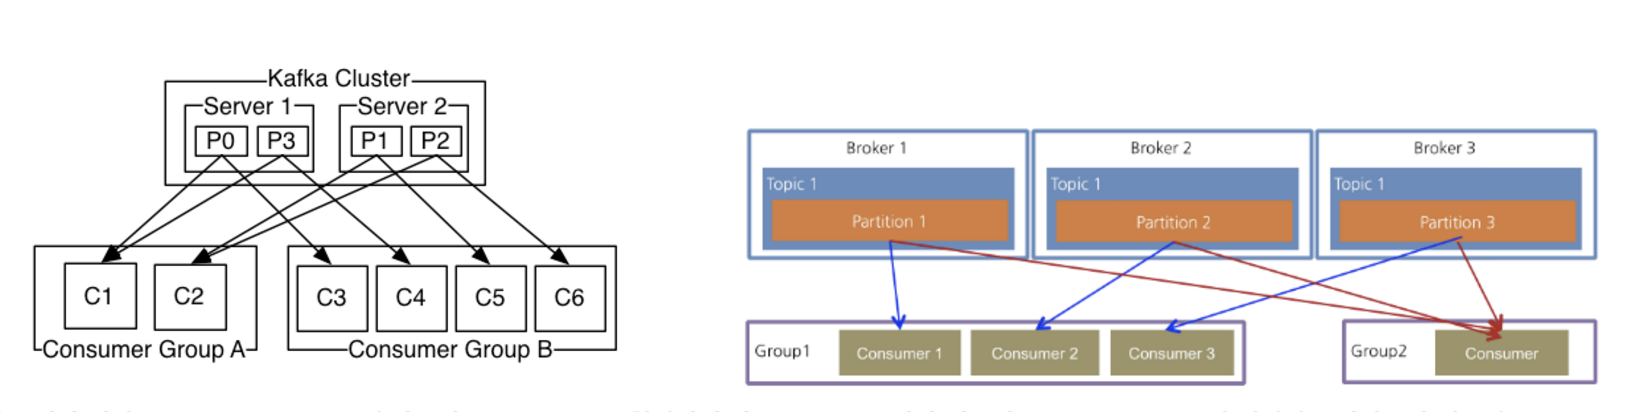 Kafka Cluster
Server 1
Server 2
P0
P3
P1
P2
C1
C2
C3
C4
C5
C6
Consumer Group A
Consumer Group B
Broker 1
Broker 2
Broker 3
Topic 1
Topic 1
Topic 1
Partition 1
Partition 2
Partition 3
Group1
Consumer 1
Consumer 2
Consumer 3
Group2
Consumer